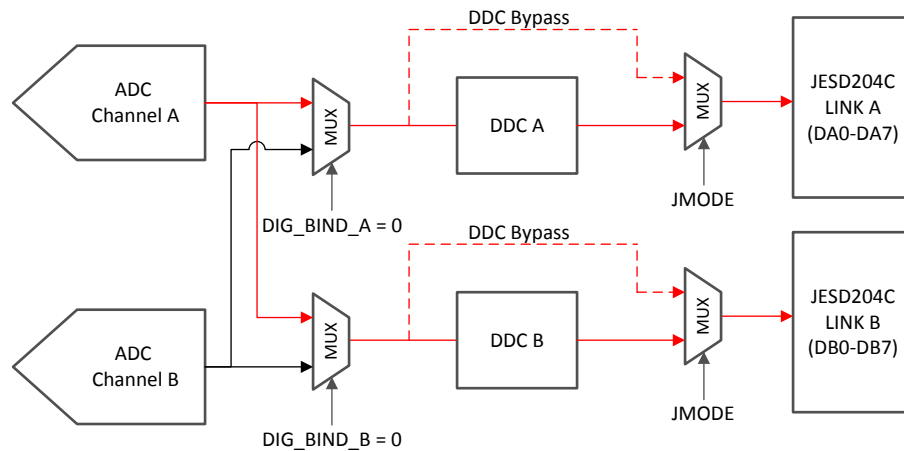 DDC Bypass
ADC
Channel A
MUX
DDC A
MUX
JESD204C
LINK A
(DA0-DA7)
DIG_BIND_A = 0
JMODE
DDC Bypass
ADC
Channel B
MUX
DDC B
MUX
JESD204C
LINK B
(DB0-DB7)
DIG_BIND_B = 0
JMODE